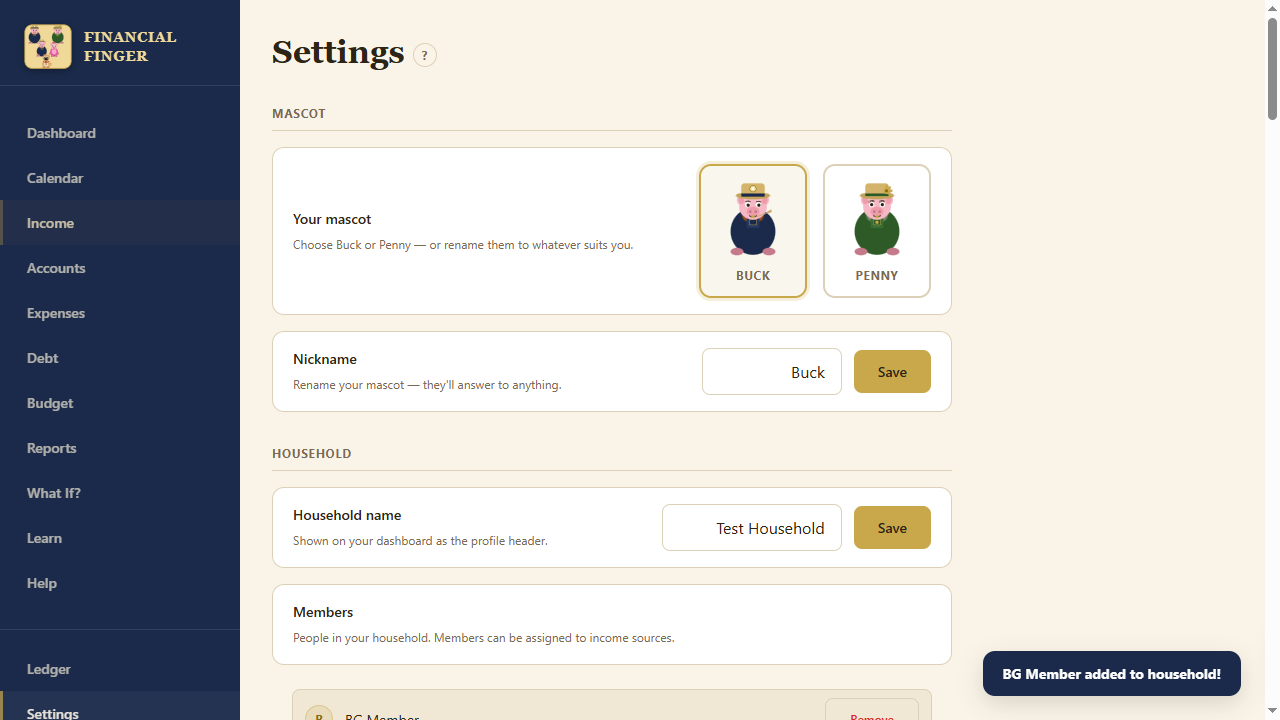 FINANCIAL
FINGER
Dashboard
Calendar
Income
Accounts
Expenses
Debt
Budget
Reports
What If?
Learn
Help
Ledger
Settings
Settings ?
MASCOT
Your mascot
Choose Buck or Penny — or rename them to whatever suits you.
BUCK
PENNY
Nickname
Rename your mascot — they'll answer to anything.
Buck
Save
HOUSEHOLD
Household name
Shown on your dashboard as the profile header.
Test Household
Save
Members
People in your household. Members can be assigned to income sources.
B
BG Member
Remove
BG Member added to household!